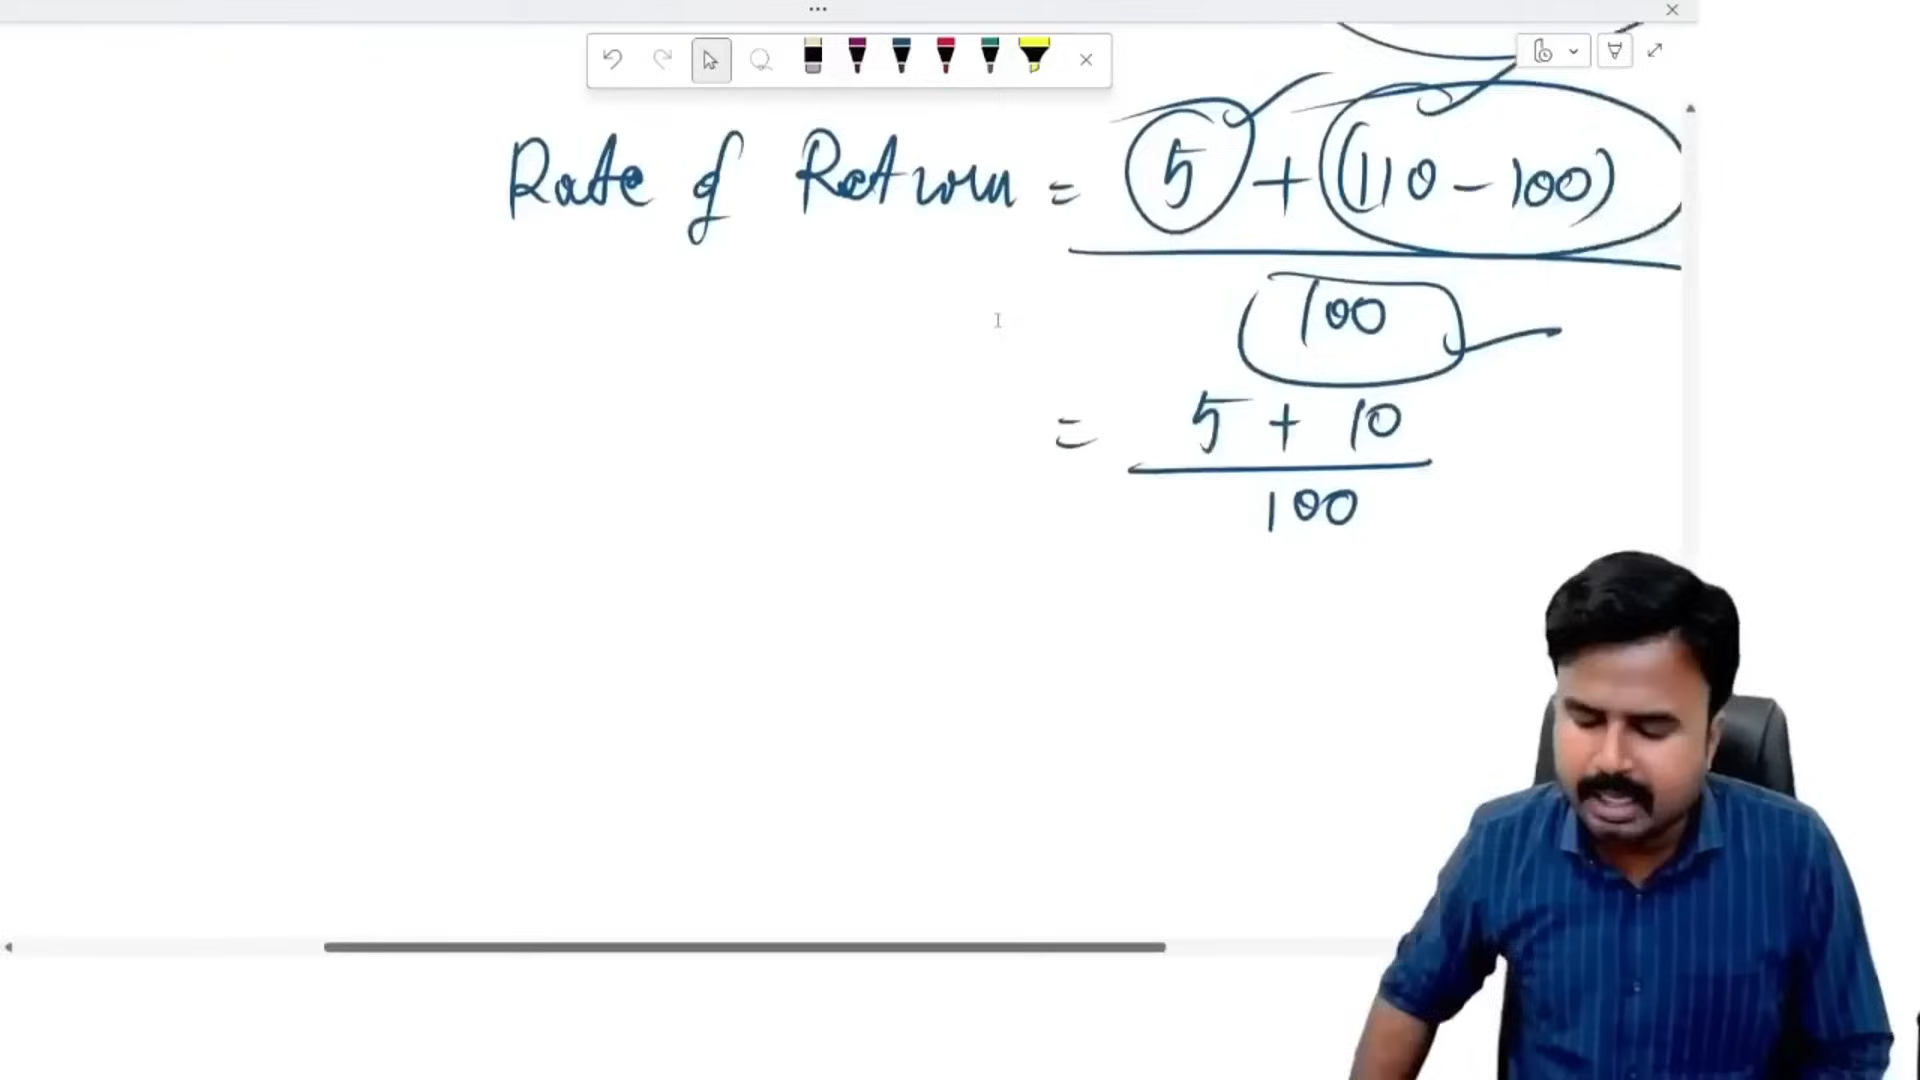 Rate of Return = 5 + (110 - 100)
100
= 5 + 10
100